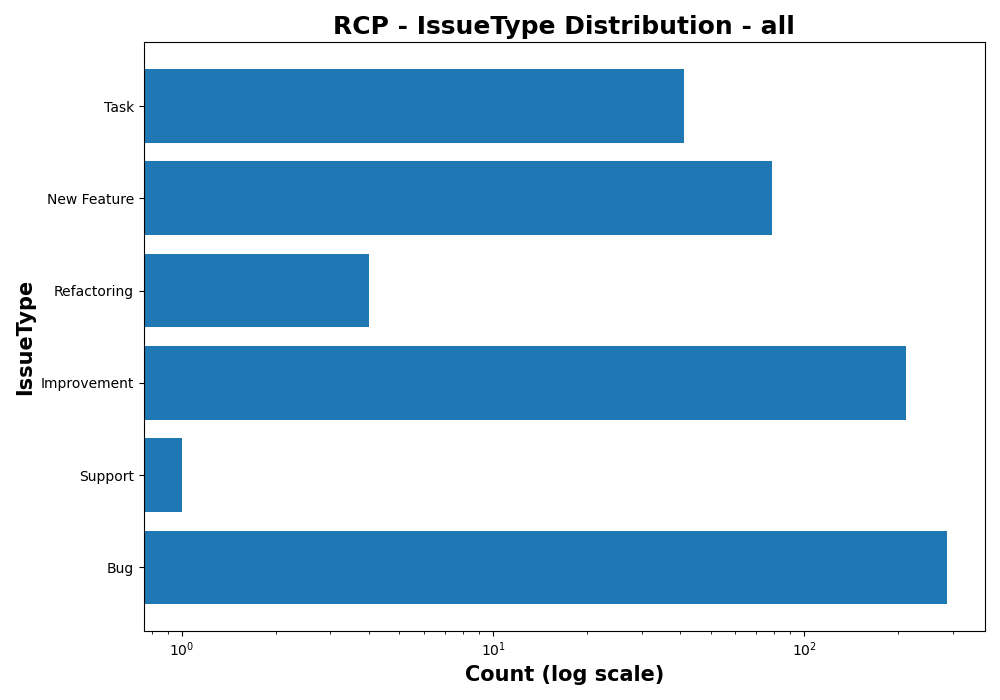 RCP - IssueType Distribution - all
IssueType
Task
New Feature
Refactoring
Improvement
Support
Bug
10⁰ 10¹ 10²
Count (log scale)